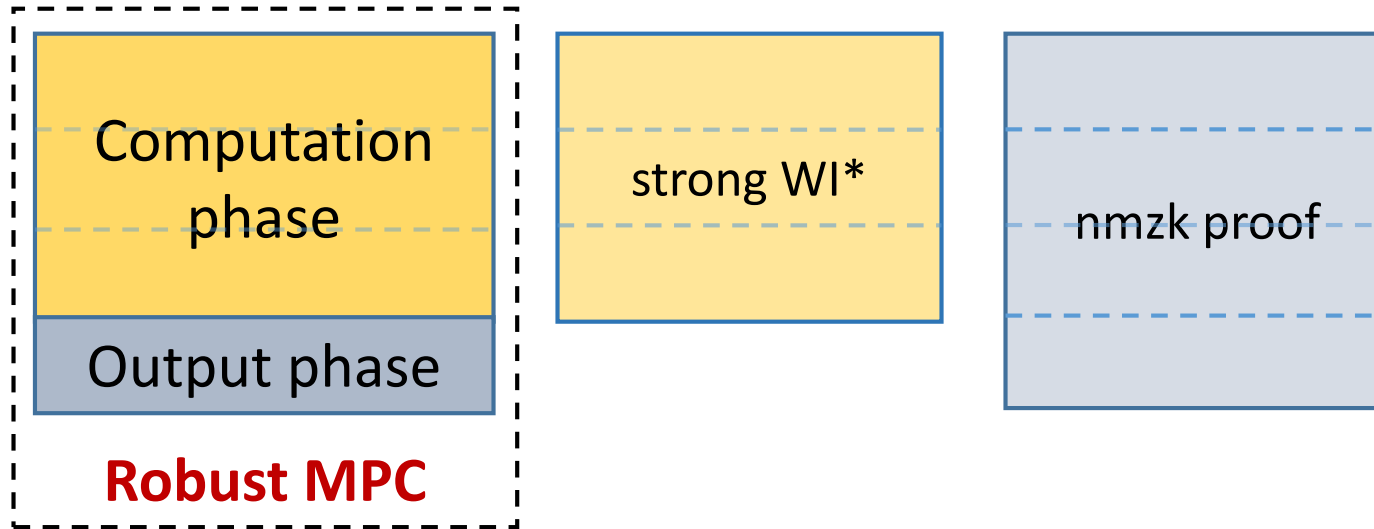 Computation
phase
Output phase
Robust MPC
strong WI*
nmzk proof